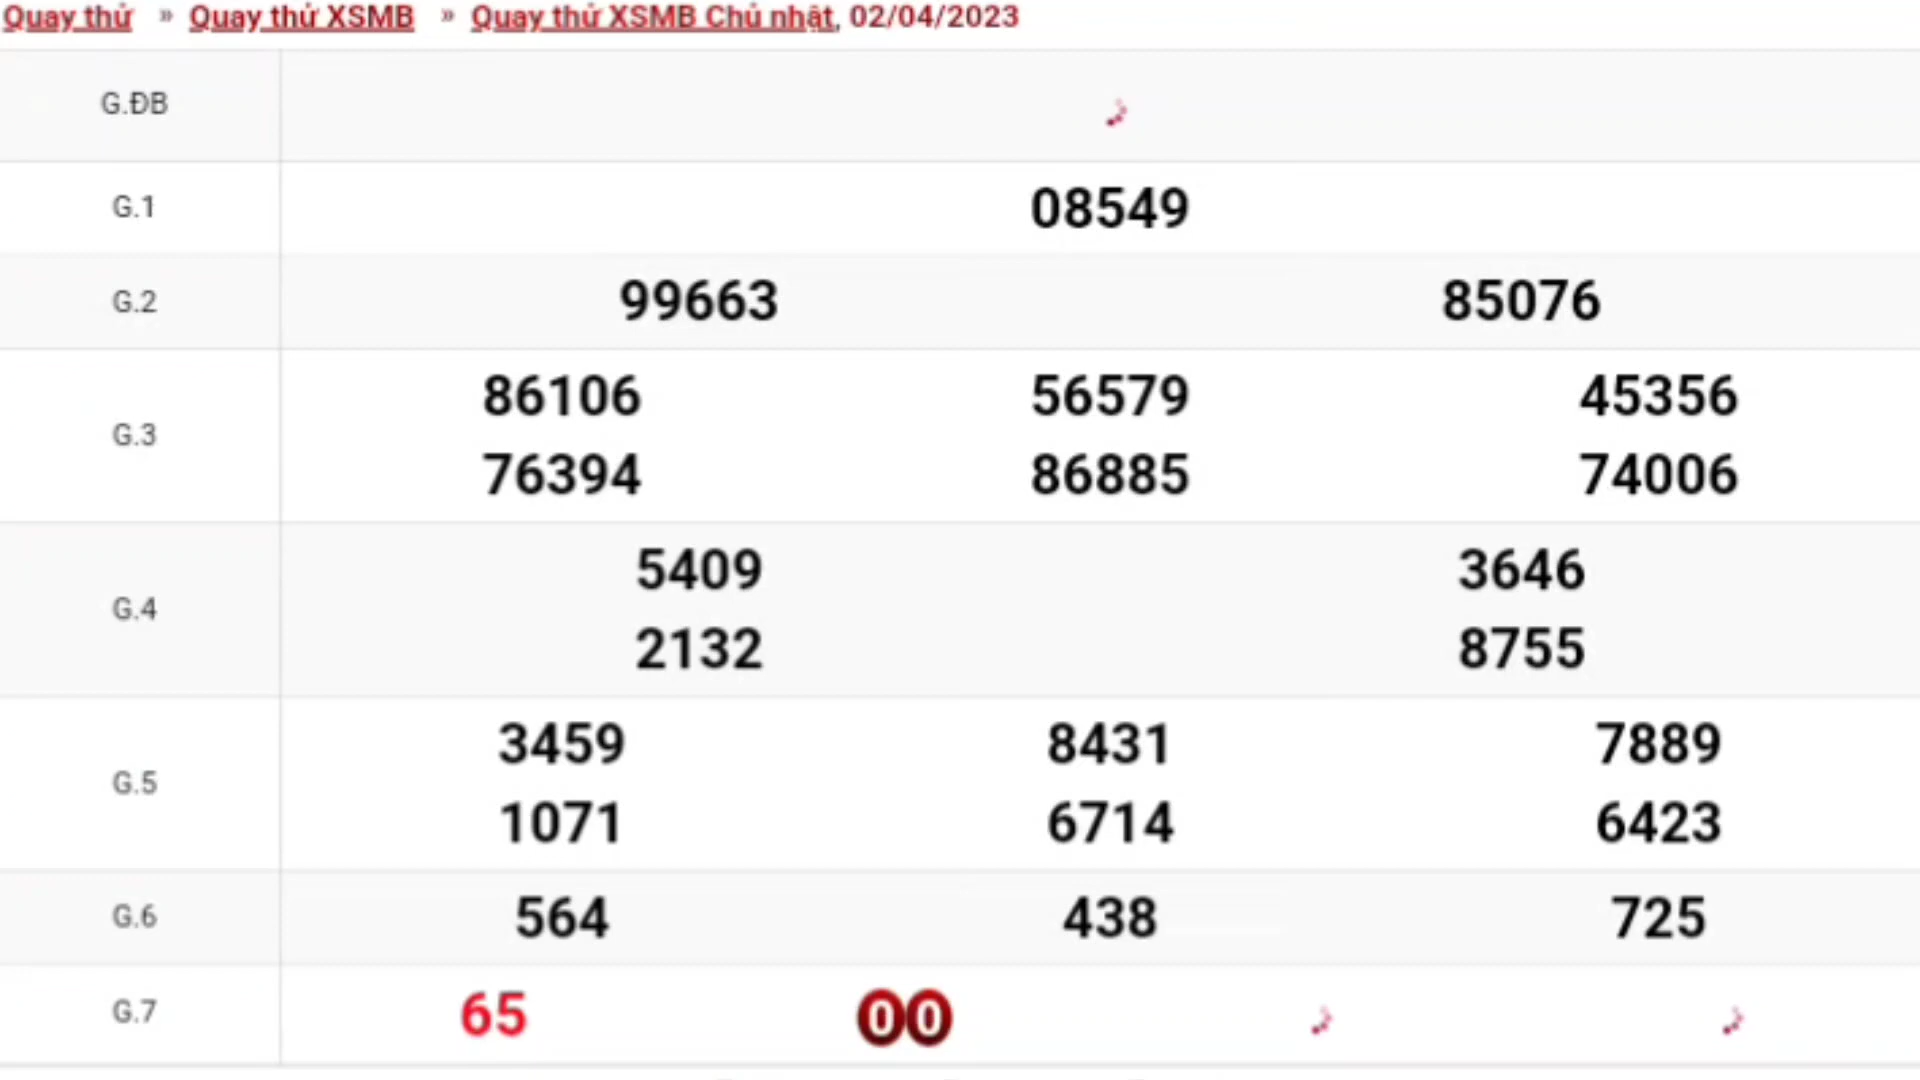 Quay thử » Quay thử XSMB » Quay thử XSMB Chủ nhật, 02/04/2023
G.ĐB
G.1 08549
G.2 99663 85076
G.3 86106 56579 45356
76394 86885 74006
G.4 5409 3646
2132 8755
G.5 3459 8431 7889
1071 6714 6423
G.6 564 438 725
G.7 65 00